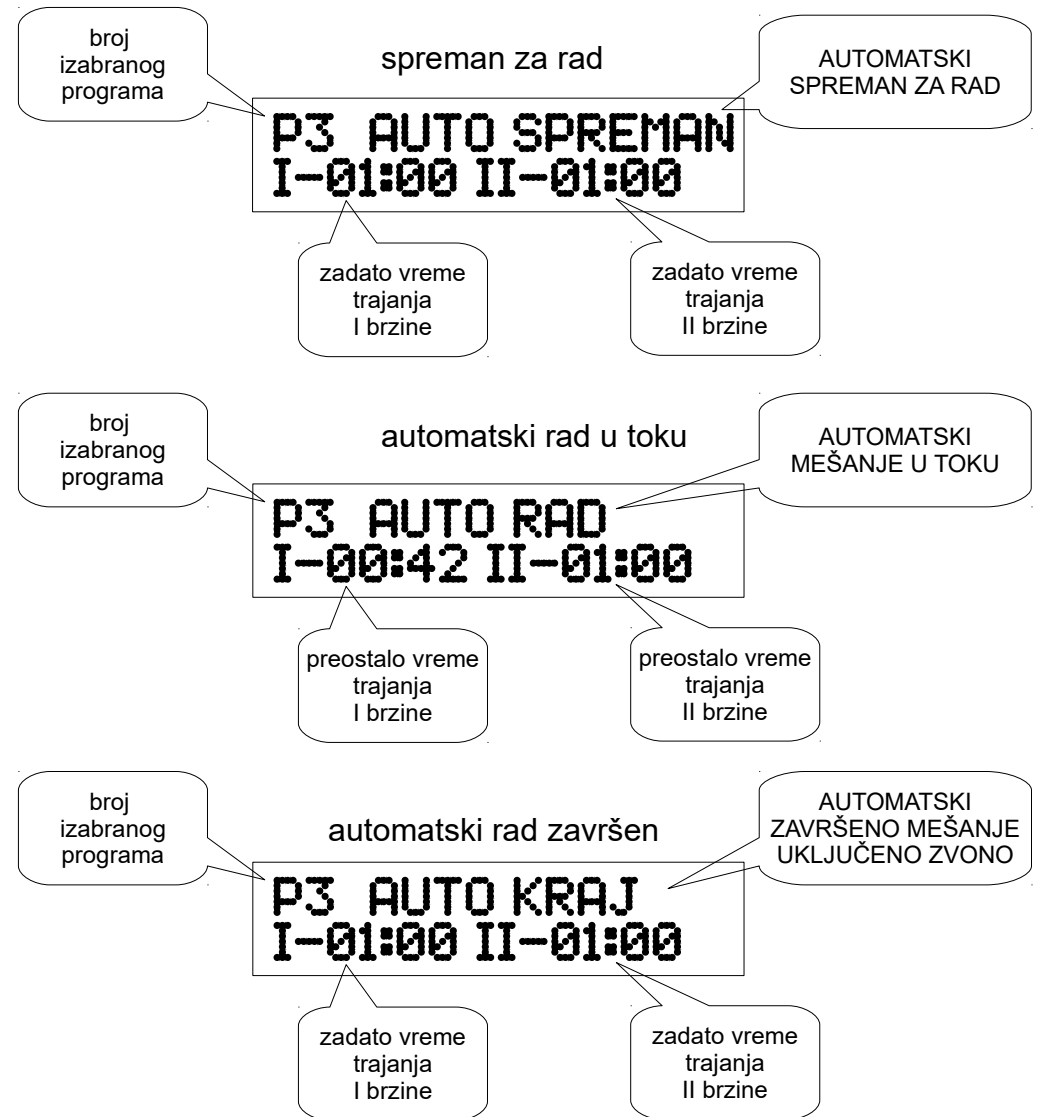 broj
izabranog
programa
spreman za rad
AUTOMATSKI
SPREMAN ZA RAD
P3 AUTO SPREMAN
I-01:00 II-01:00
zadato vreme
trajanja
I brzine
zadato vreme
trajanja
II brzine
broj
izabranog
programa
automatski rad u toku
AUTOMATSKI
MEŠANJE U TOKU
P3 AUTO RAD
I-00:42 II-01:00
preostalo vreme
trajanja
I brzine
preostalo vreme
trajanja
II brzine
broj
izabranog
programa
automatski rad završen
AUTOMATSKI
ZAVRŠENO MEŠANJE
UKLJUČENO ZVONO
P3 AUTO KRAJ
I-01:00 II-01:00
zadato vreme
trajanja
I brzine
zadato vreme
trajanja
II brzine